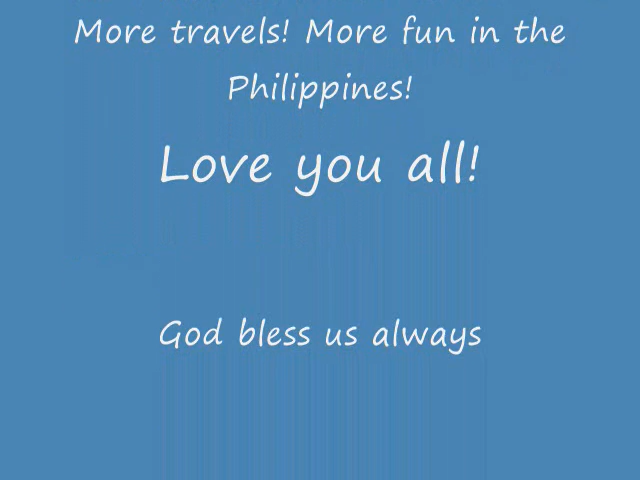 More travels! More fun in the
Philippines!
Love you all!
God bless us always